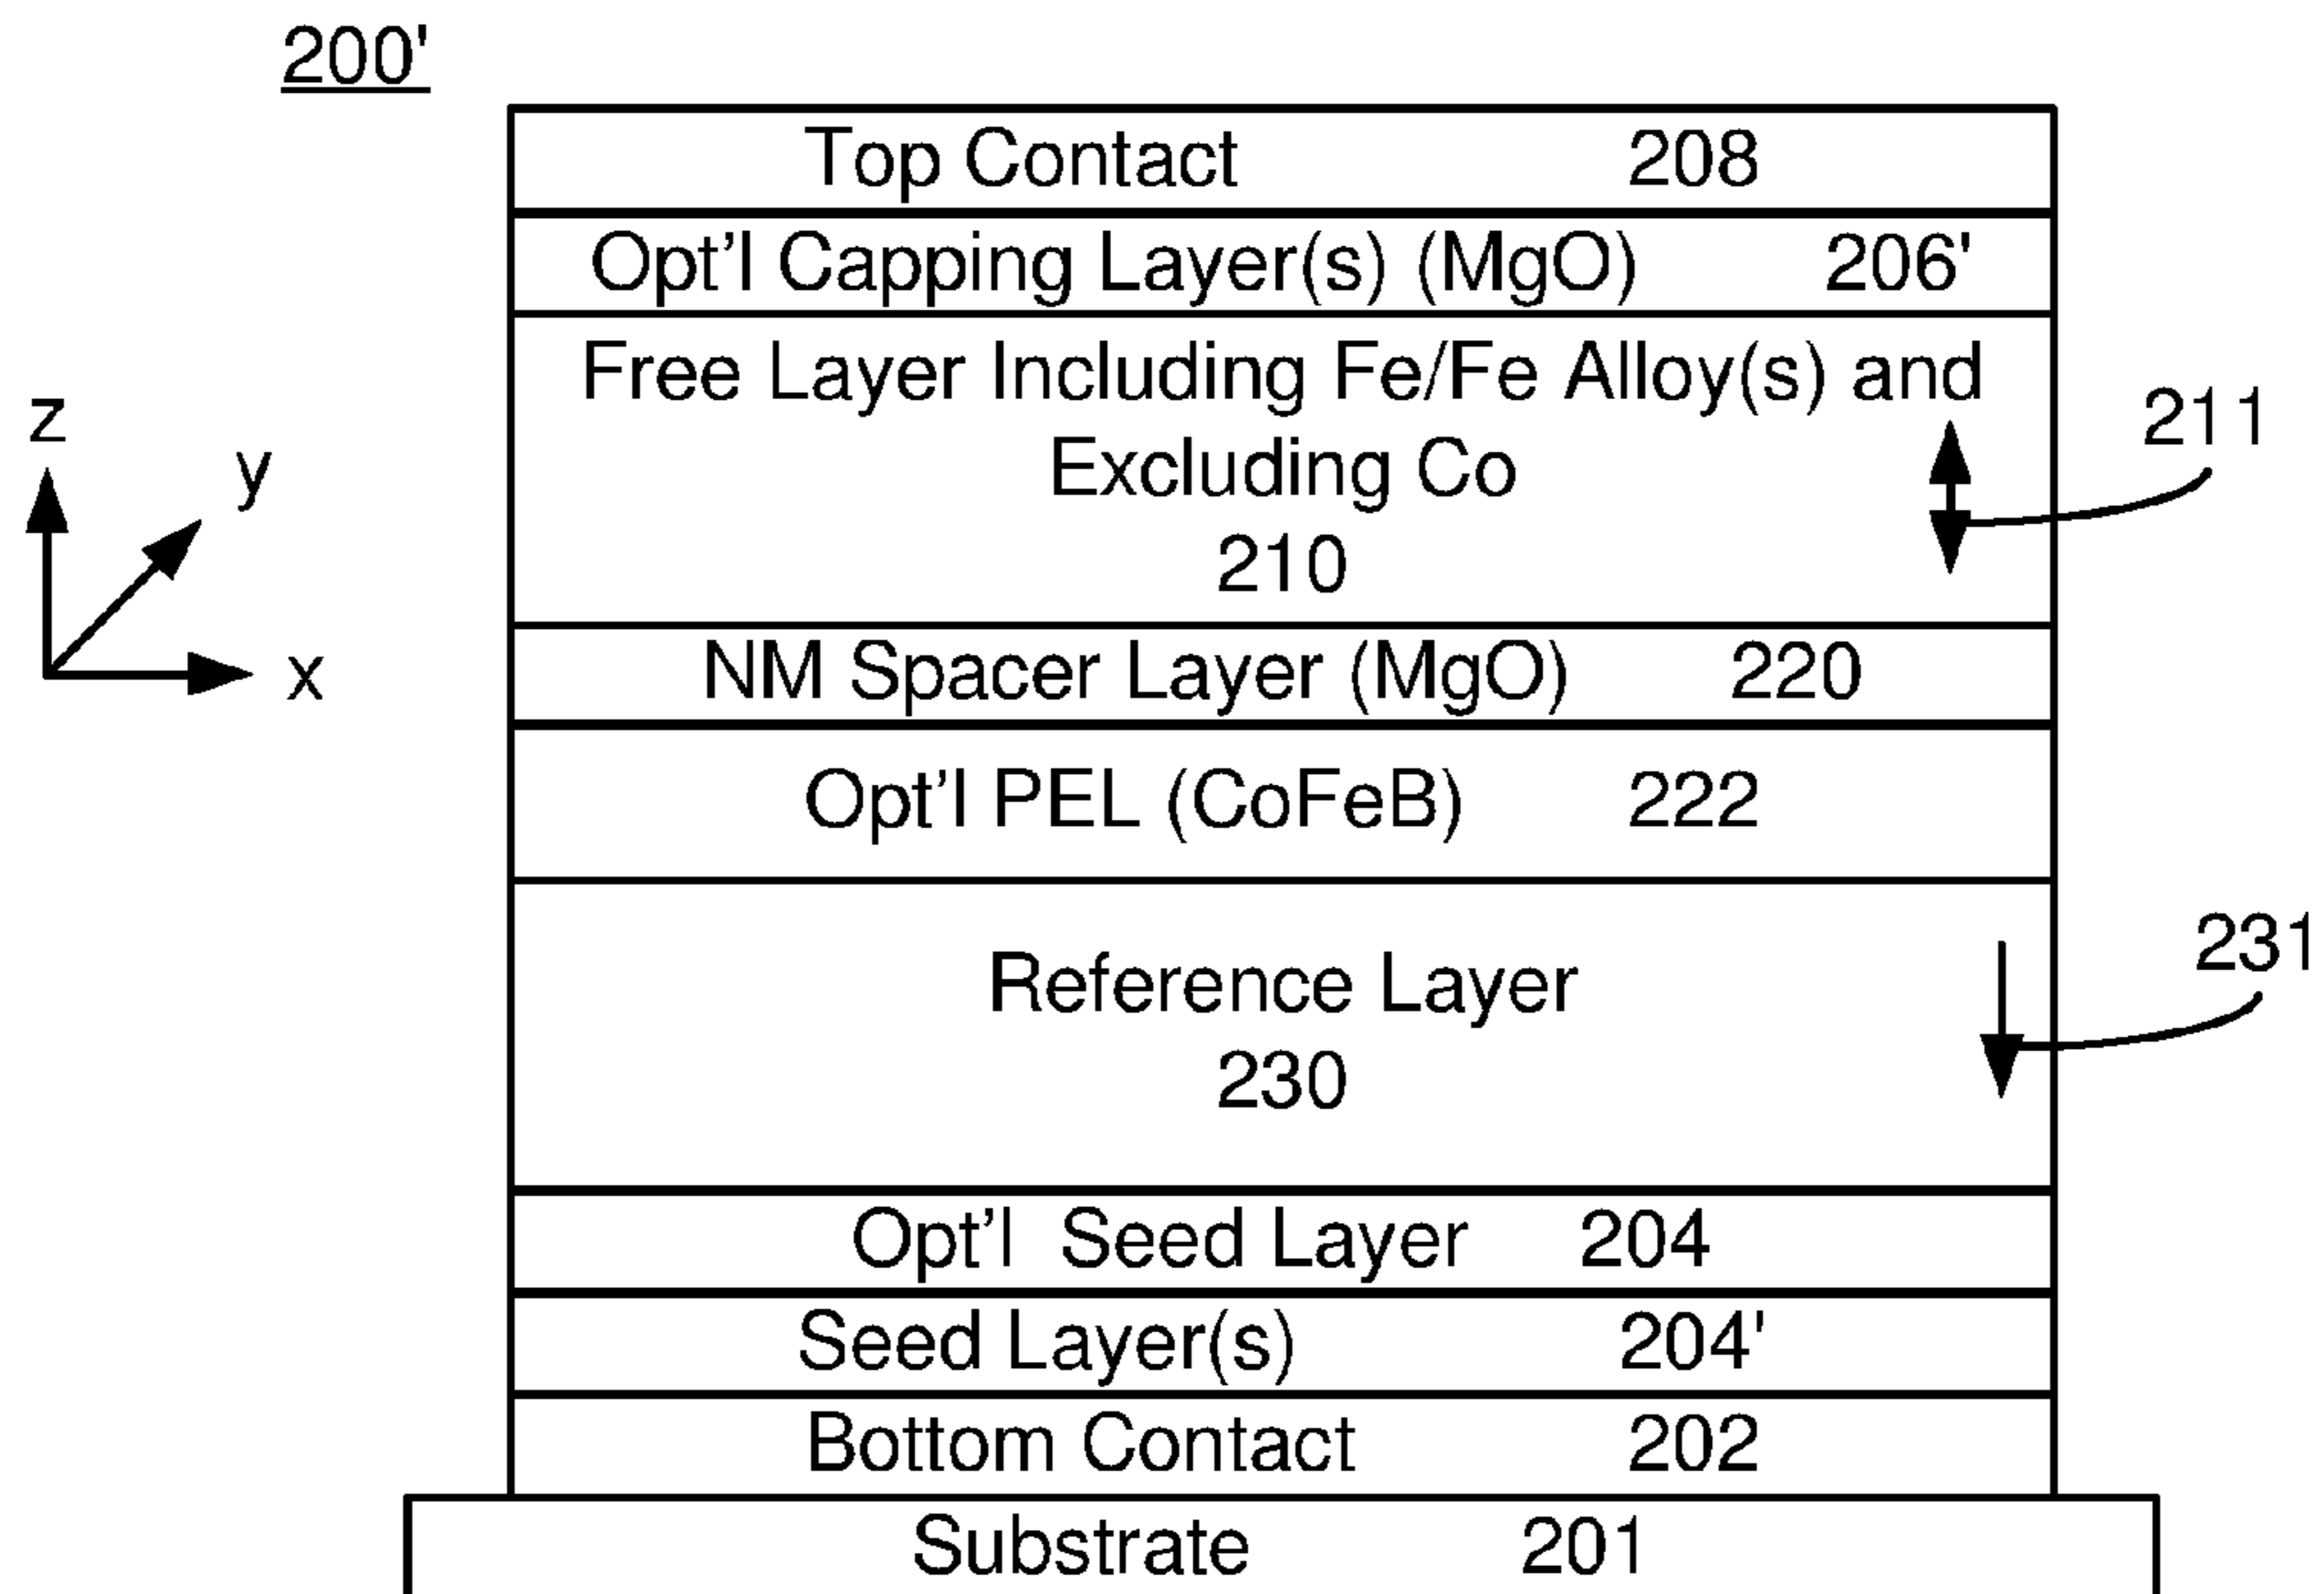 200'
Top Contact 208
Opt'l Capping Layer(s) (MgO) 206'
Free Layer Including Fe/Fe Alloy(s) and
Excluding Co
210
211
z
y
x
NM Spacer Layer (MgO) 220
Opt'l PEL (CoFeB) 222
Reference Layer
230
231
Opt'l Seed Layer 204
Seed Layer(s) 204'
Bottom Contact 202
Substrate 201